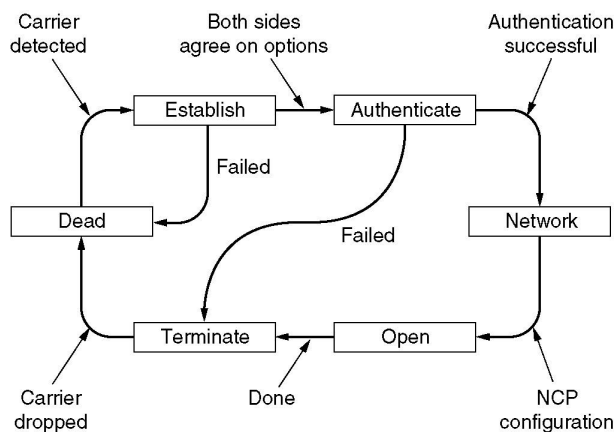 Carrier
detected
Both sides
agree on options
Authentication
successful
Establish
Authenticate
Failed
Dead
Failed
Network
Terminate
Open
Carrier
dropped
Done
NCP
configuration